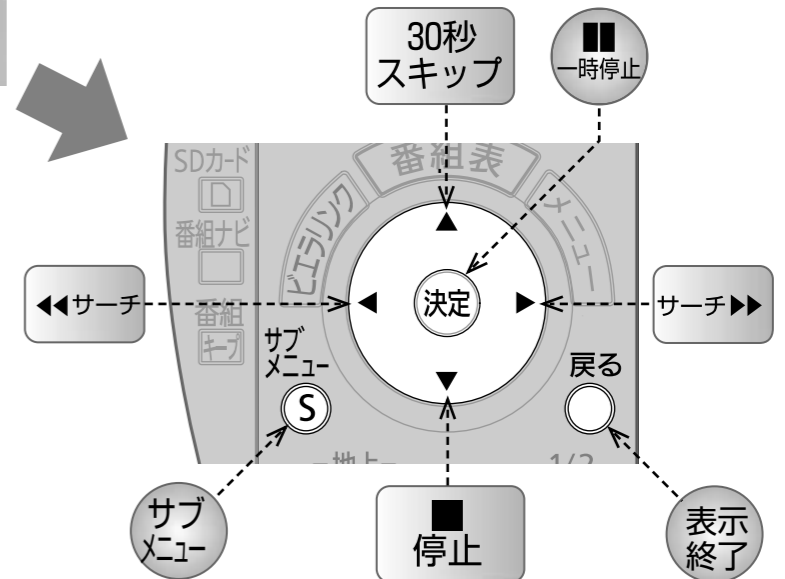 30秒
スキップ
一時停止
SDカード
番組表
ビエラリンク
メニュー
番組ナビ
◀◀サーチ
決定
サーチ▶▶
番組
キープ
サブ
メニュー
S
戻る
サブ
メニュー
停止
表示
終了